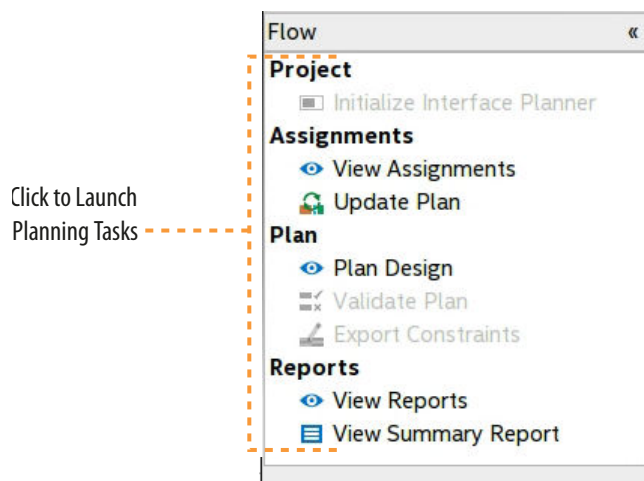 Flow «
Project
Initialize Interface Planner
Assignments
View Assignments
Update Plan
Click to Launch
Planning Tasks
Plan
Plan Design
Validate Plan
Export Constraints
Reports
View Reports
View Summary Report